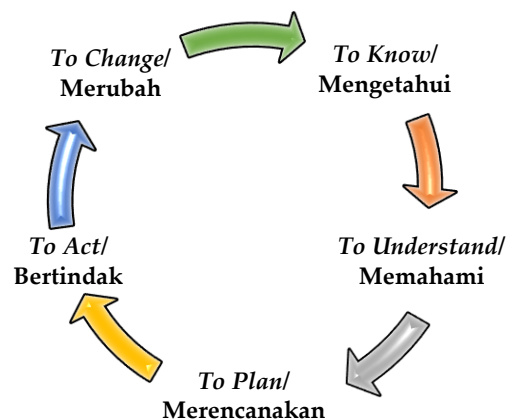 To Change/
Merubah
To Know/
Mengetahui
To Understand/
Memahami
To Plan/
Merencanakan
To Act/
Bertindak